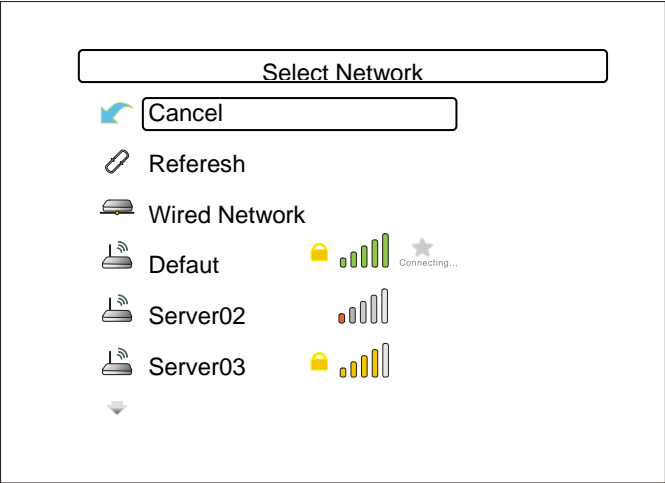 Select Network
Cancel
Referesh
Wired Network
Defaut
Connecting...
Server02
Server03